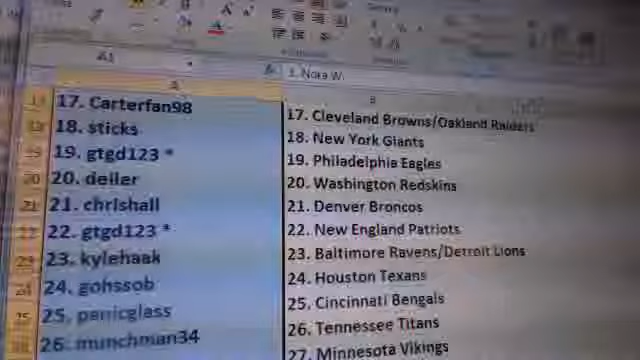 A1
1. Nora W.
A
B
17. Carterfan98
17. Cleveland Browns/Oakland Raiders
18. sticks
18. New York Giants
19. gtgd123 *
19. Philadelphia Eagles
20. deller
20. Washington Redskins
21. chrishall
21. Denver Broncos
22. gtgd123 *
22. New England Patriots
23. kylehaak
23. Baltimore Ravens/Detroit Lions
24. gohssob
24. Houston Texans
25. panicglass
25. Cincinnati Bengals
26. munchman34
26. Tennessee Titans
27. Minnesota Vikings